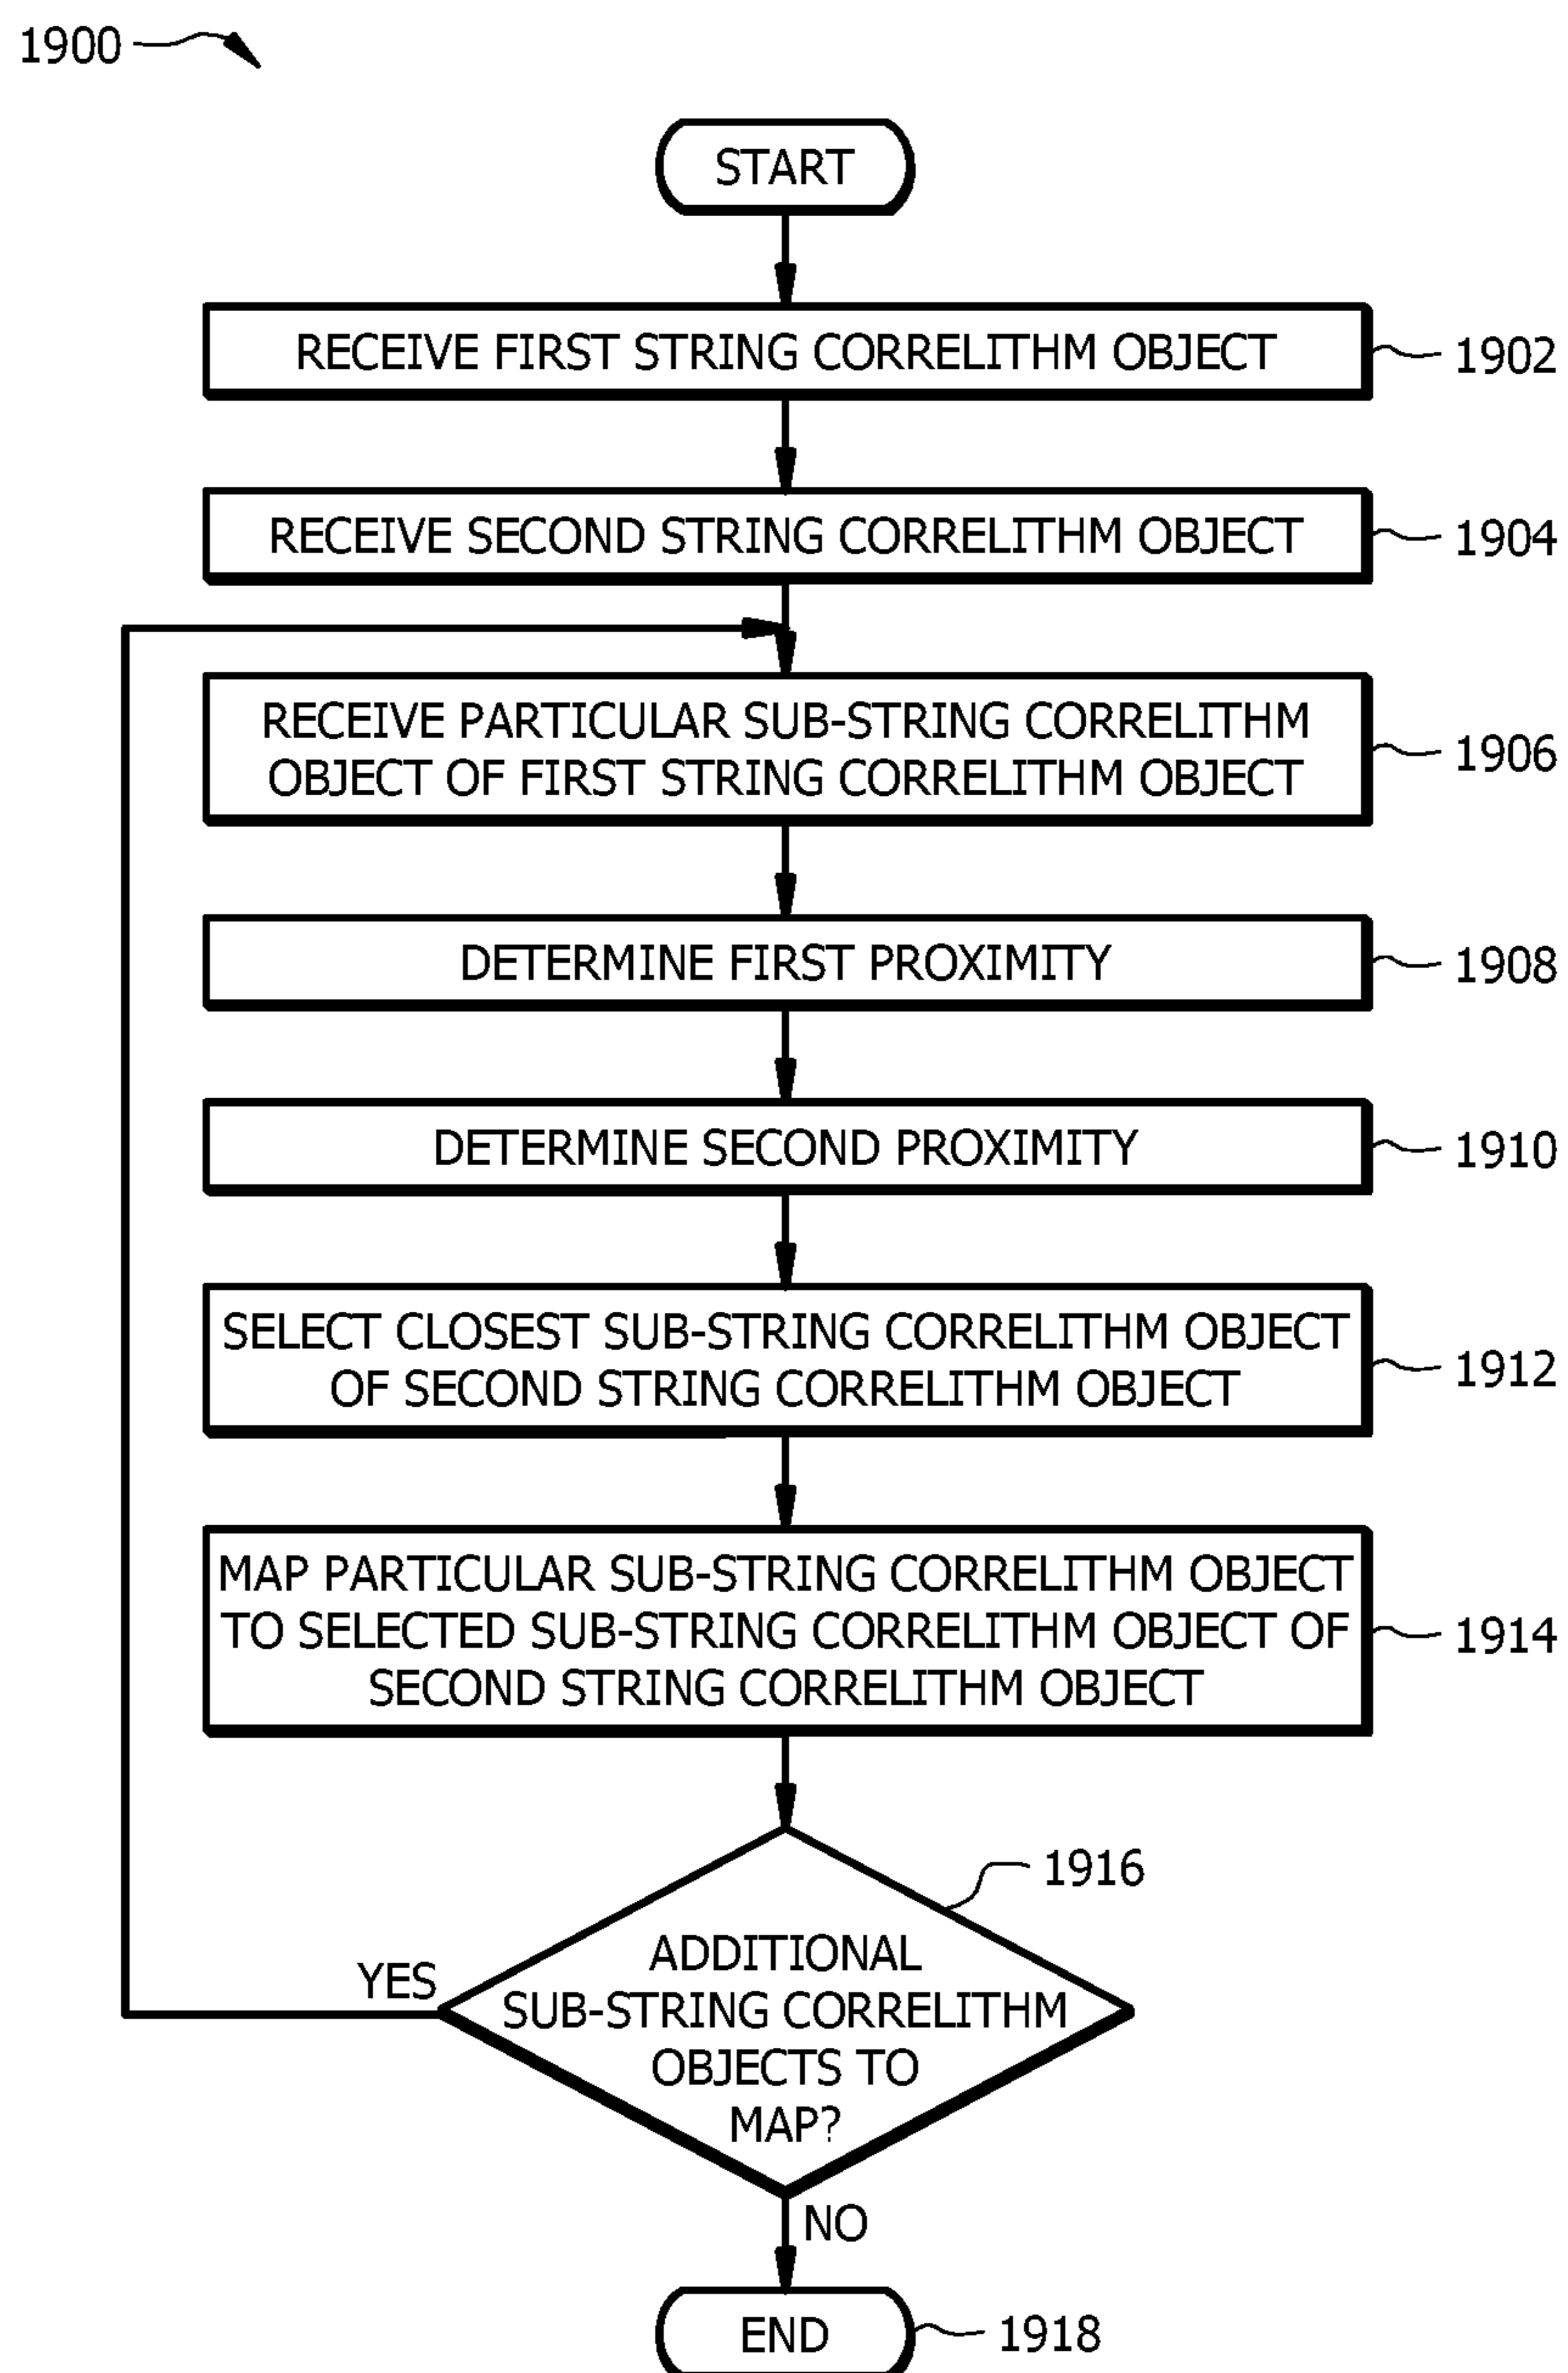 1900
START
RECEIVE FIRST STRING CORRELITHM OBJECT
1902
RECEIVE SECOND STRING CORRELITHM OBJECT
1904
RECEIVE PARTICULAR SUB-STRING CORRELITHM
OBJECT OF FIRST STRING CORRELITHM OBJECT
1906
DETERMINE FIRST PROXIMITY
1908
DETERMINE SECOND PROXIMITY
1910
SELECT CLOSEST SUB-STRING CORRELITHM OBJECT
OF SECOND STRING CORRELITHM OBJECT
1912
MAP PARTICULAR SUB-STRING CORRELITHM OBJECT
TO SELECTED SUB-STRING CORRELITHM OBJECT OF
SECOND STRING CORRELITHM OBJECT
1914
1916
ADDITIONAL
SUB-STRING CORRELITHM
OBJECTS TO
MAP?
YES
NO
END
1918